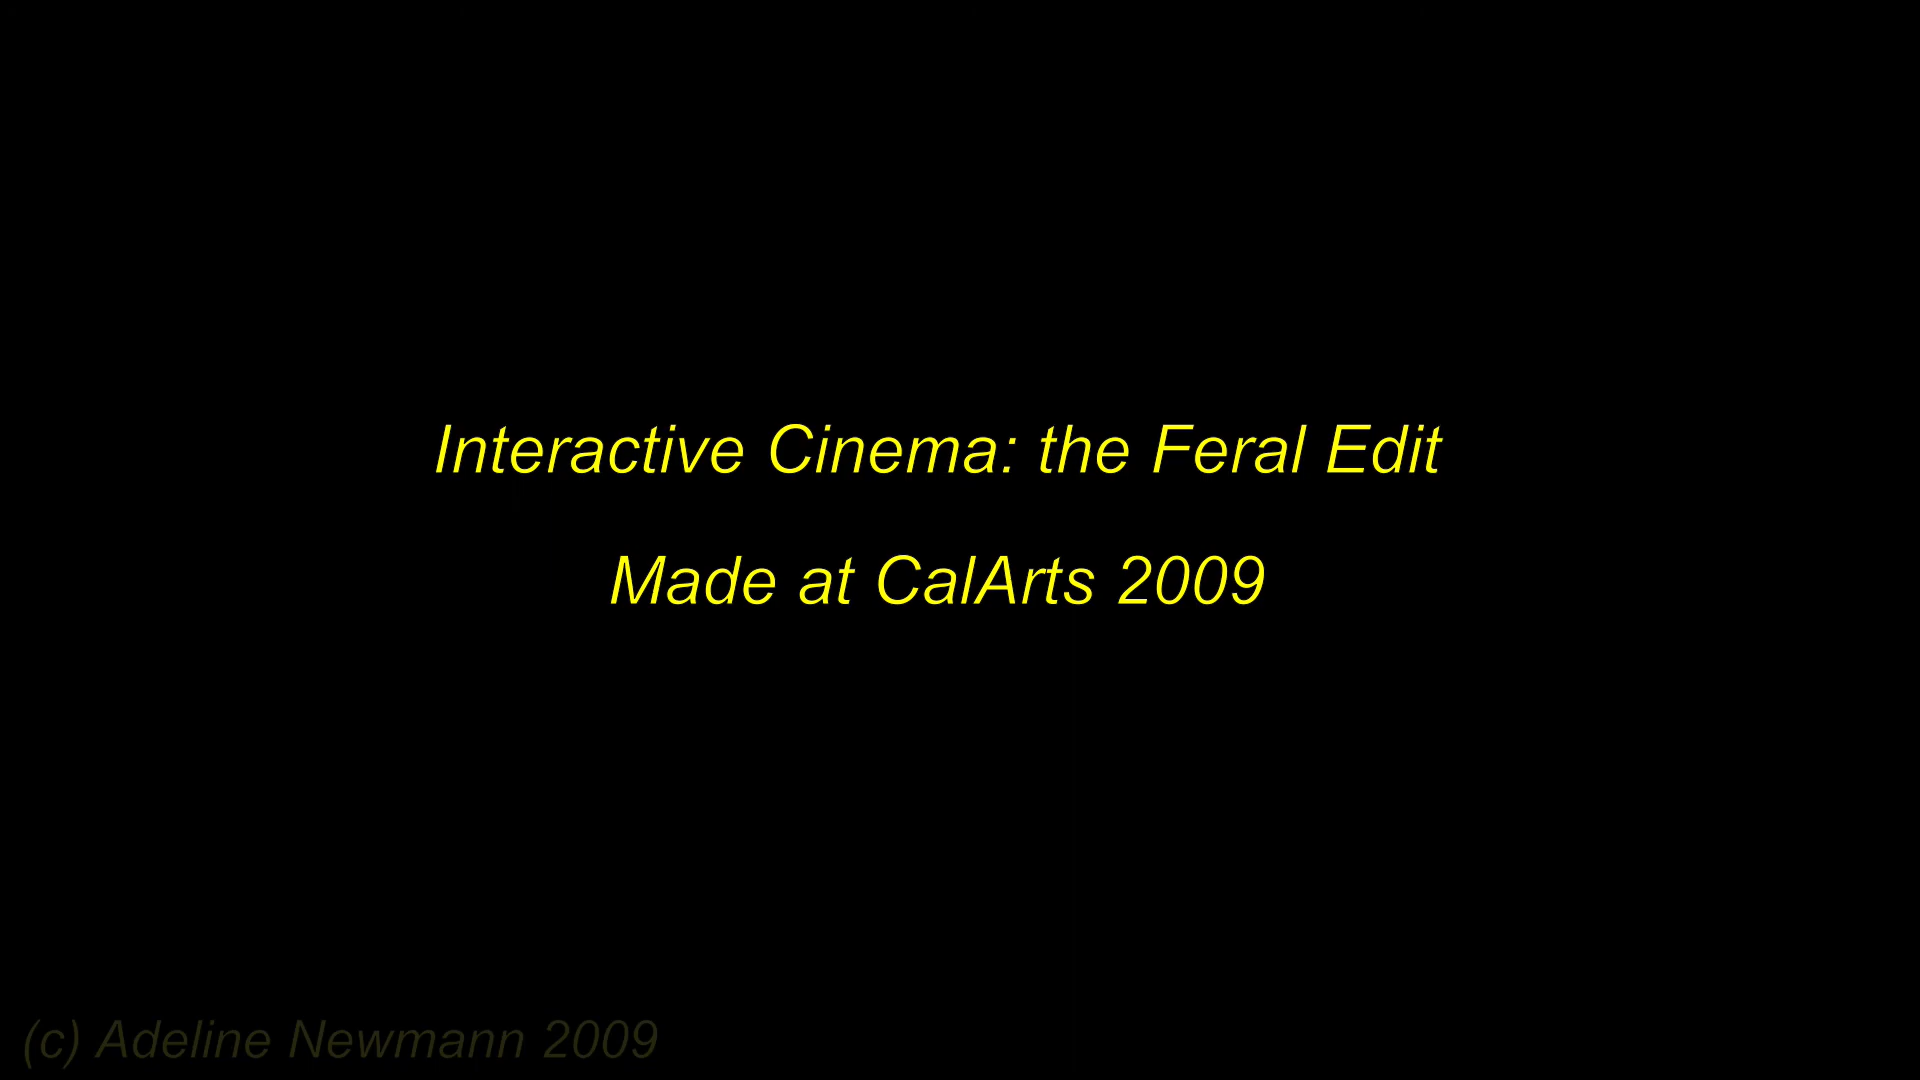 Interactive Cinema: the Feral Edit
Made at CalArts 2009
(c) Adeline Newmann 2009